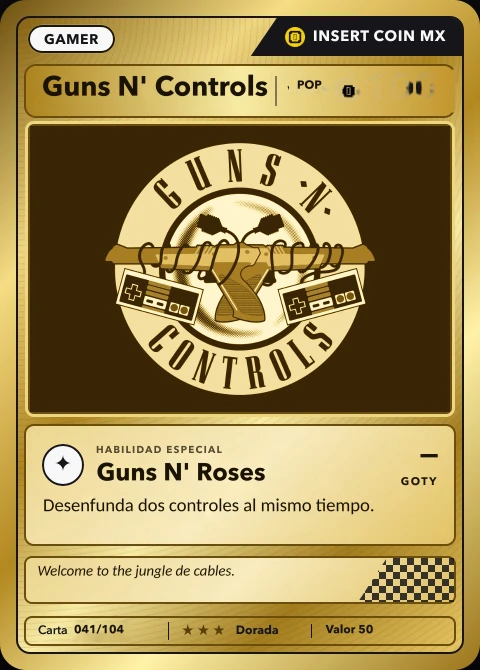 GAMER
INSERT COIN MX
Guns N' Controls
POP
GUNS ·N·
CONTROLS
HABILIDAD ESPECIAL
Guns N' Roses
—
GOTY
Desenfunda dos controles al mismo tiempo.
Welcome to the jungle de cables.
Carta 041/104 ★ ★ ★ Dorada Valor 50